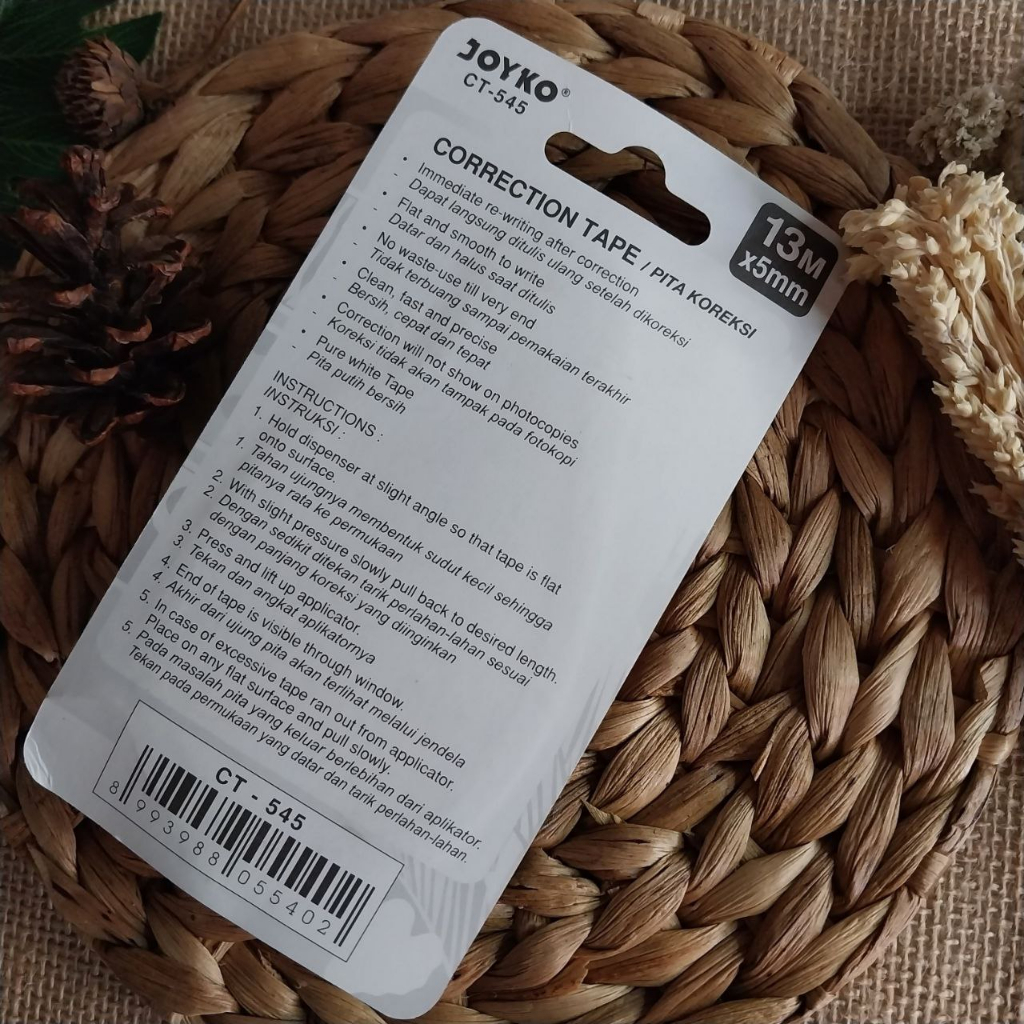 JOYKO®
CT-545
CORRECTION TAPE / PITA KOREKSI
13M
x5mm
• Immediate re-writing after correction
- Dapat langsung ditulis ulang setelah dikoreksi
• Flat and smooth to write
- Datar dan halus saat ditulis
• No waste-use till very end
- Tidak terbuang sampai pemakaian terakhir
• Clean, fast and precise
- Bersih, cepat dan tepat
• Correction will not show on photocopies
- Koreksi tidak akan tampak pada fotokopi
• Pure white Tape
- Pita putih bersih
INSTRUCTIONS :
INSTRUKSI :
1. Hold dispenser at slight angle so that tape is flat
onto surface.
1. Tahan ujungnya membentuk sudut kecil sehingga
pitanya rata ke permukaan
2. With slight pressure slowly pull back to desired length.
2. Dengan sedikit ditekan tarik perlahan-lahan sesuai
dengan panjang koreksi yang diinginkan
3. Press and lift up applicator.
3. Tekan dan angkat aplikatornya
4. End of tape is visible through window.
4. Akhir dari ujung pita akan terlihat melalui jendela
5. In case of excessive tape ran out from applicator.
Place on any flat surface and pull slowly.
5. Pada masalah pita yang keluar berlebihan dari aplikator.
Tekan pada permukaan yang datar dan tarik perlahan-lahan.
CT - 545
8 993988 055402